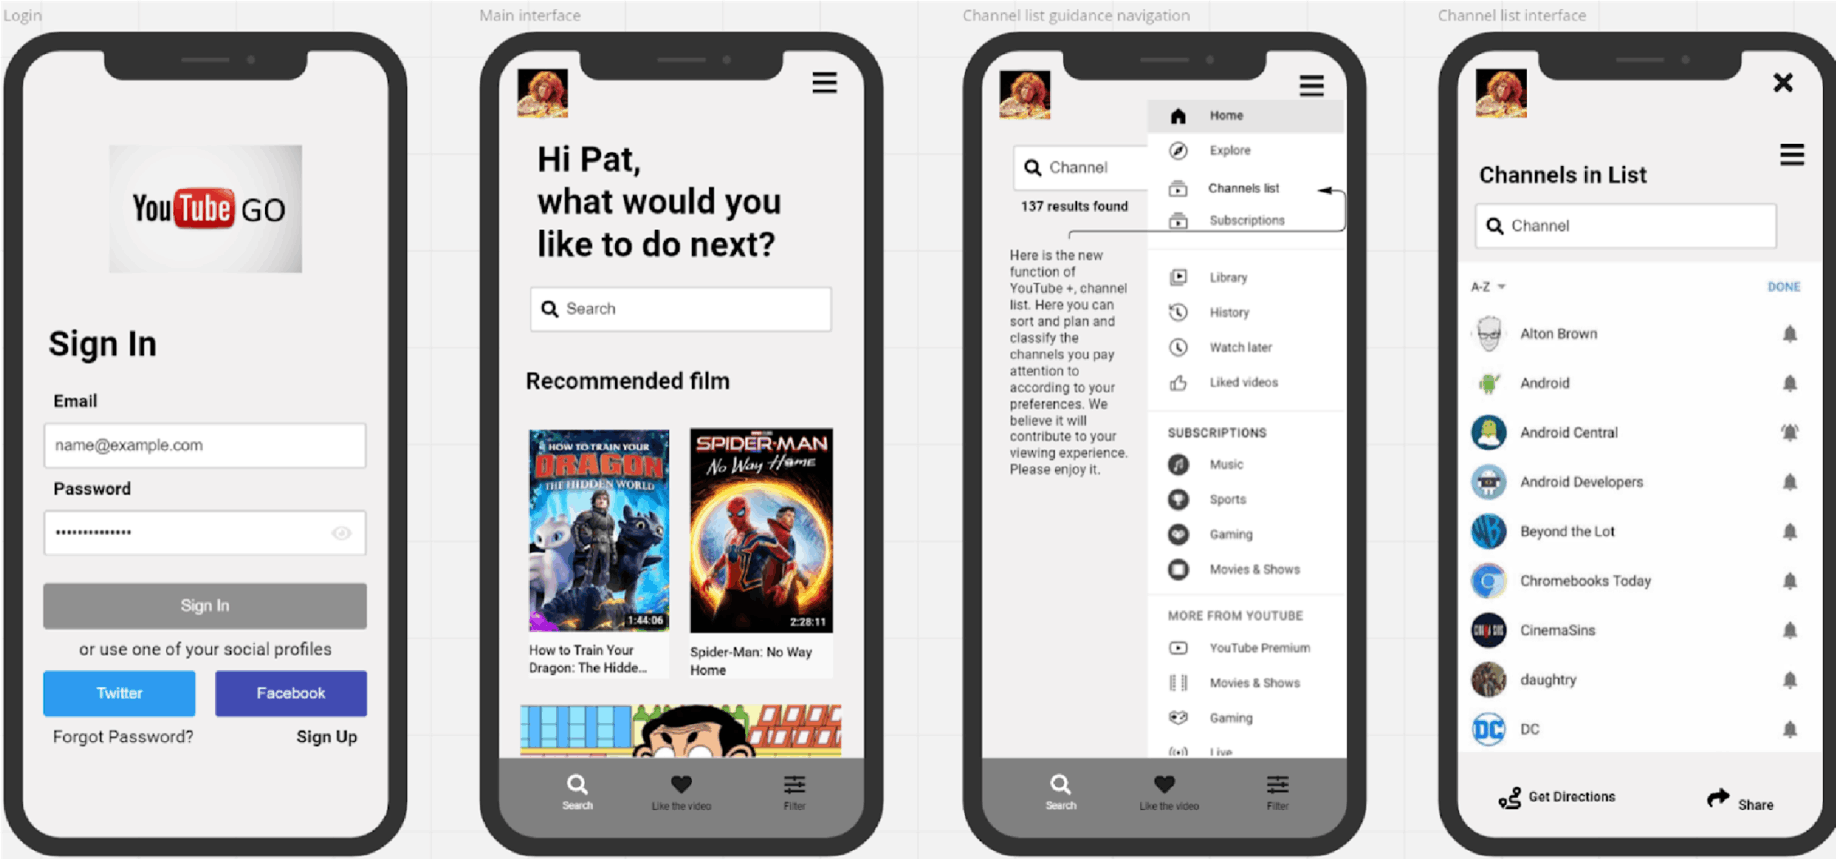 Login
YouTube GO
Sign In
Email
name@example.com
Password
Sign In
or use one of your social profiles
Twitter
Facebook
Forgot Password?
Sign Up
Main interface
Hi Pat,
what would you
like to do next?
Search
Recommended film
HOW TO TRAIN YOUR
DRAGON
THE HIDDEN WORLD
1:44:06
How to Train Your
Dragon: The Hidde...
SPIDER-MAN
No Way Home
2:28:11
Spider-Man: No Way
Home
Search
Like the video
Filter
Channel list guidance navigation
Channel
137 results found
Here is the new
function of
YouTube +, channel
list. Here you can
sort and plan and
classify the
channels you pay
attention to
according to your
preferences. We
believe it will
contribute to your
viewing experience.
Please enjoy it.
Home
Explore
Channels list
Subscriptions
Library
History
Watch later
Liked videos
SUBSCRIPTIONS
Music
Sports
Gaming
Movies & Shows
MORE FROM YOUTUBE
YouTube Premium
Movies & Shows
Gaming
Live
Search
Like the video
Filter
Channel list interface
Channels in List
Channel
A-Z
DONE
Alton Brown
Android
Android Central
Android Developers
Beyond the Lot
Chromebooks Today
CinemaSins
daughtry
DC
DC
Get Directions
Share